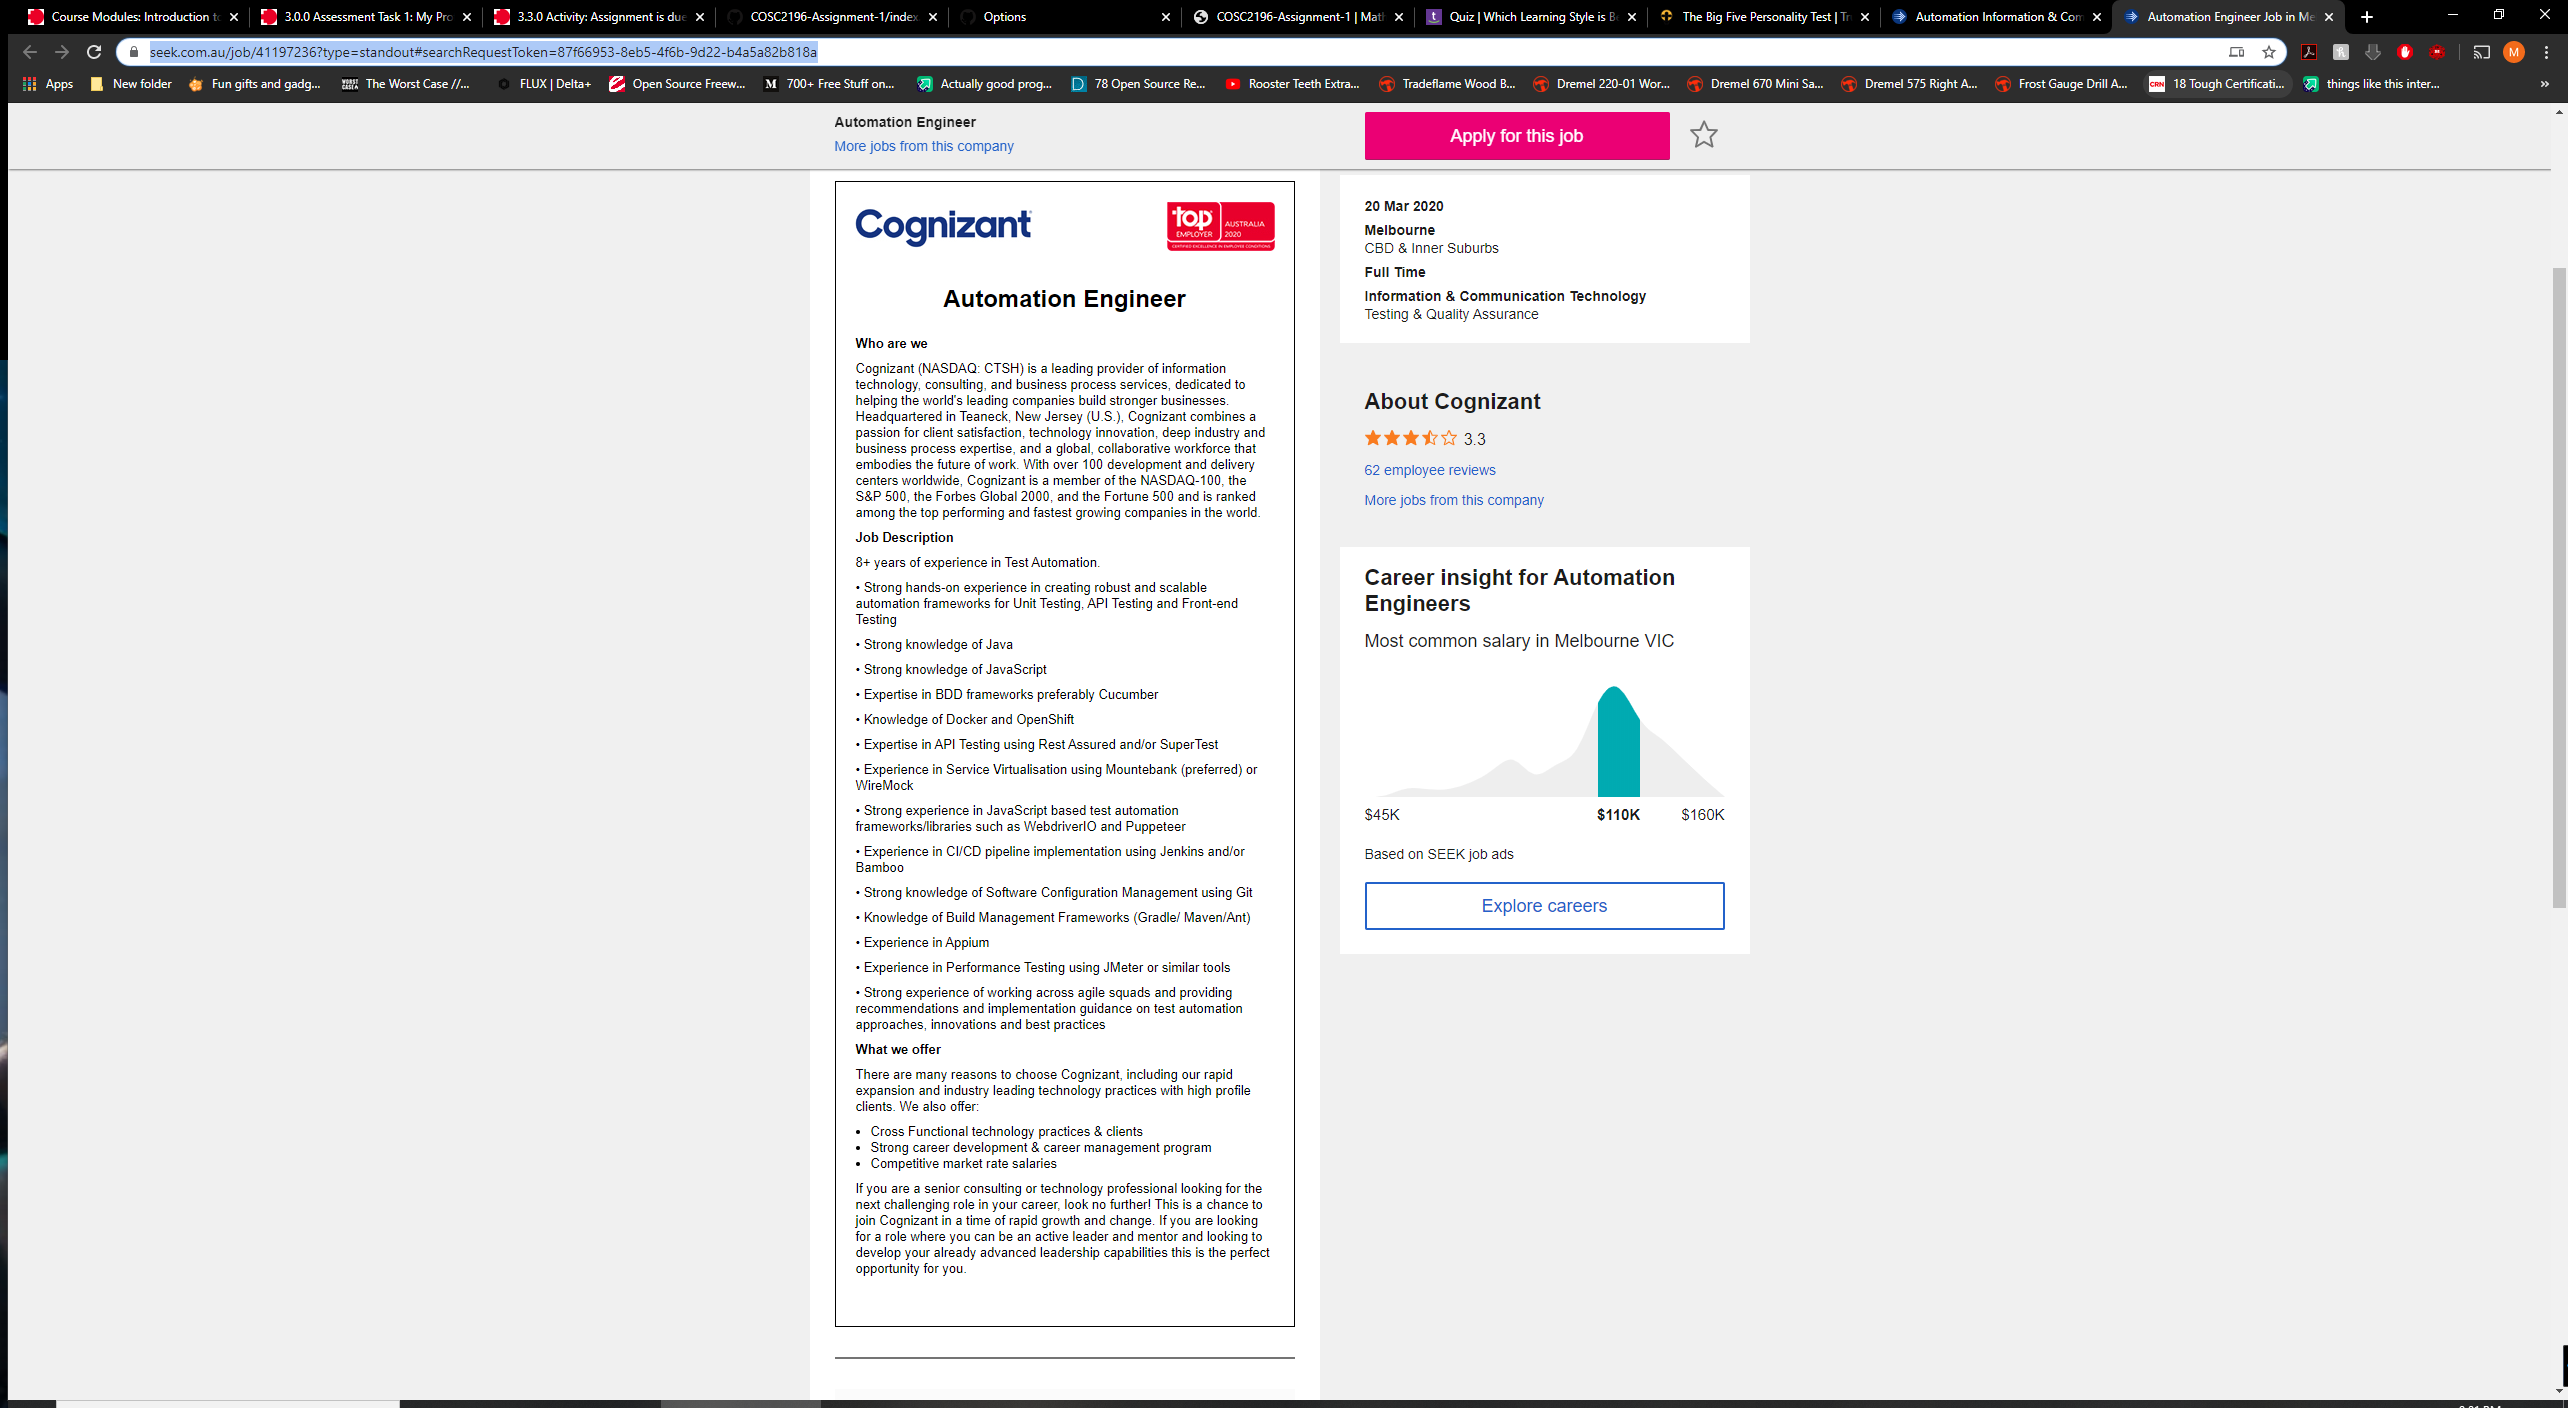 Course Modules: Introduction to
3.0.0 Assessment Task 1: My Pro
3.3.0 Activity: Assignment is due
COSC2196-Assignment-1/index
Options
COSC2196-Assignment-1 | Mat
Quiz | Which Learning Style is B
The Big Five Personality Test | Tr
Automation Information & Com
Automation Engineer Job in Me
seek.com.au/job/41197236?type=standout#searchRequestToken=87f66953-8eb5-4f6b-9d22-b4a5a82b818a
M
Apps
New folder
Fun gifts and gadg...
The Worst Case //...
FLUX | Delta+
Open Source Freew...
M 700+ Free Stuff on...
Actually good prog...
D 78 Open Source Re...
Rooster Teeth Extra...
Tradeflame Wood B...
Dremel 220-01 Wor...
Dremel 670 Mini Sa...
Dremel 575 Right A...
Frost Gauge Drill A...
CRN 18 Tough Certificati...
things like this inter...
»
Automation Engineer
More jobs from this company
Apply for this job
Cognizant
top
EMPLOYER
AUSTRALIA
2020
CERTIFIED EXCELLENCE IN EMPLOYEE CONDITIONS
Automation Engineer
Who are we
Cognizant (NASDAQ: CTSH) is a leading provider of information
technology, consulting, and business process services, dedicated to
helping the world's leading companies build stronger businesses.
Headquartered in Teaneck, New Jersey (U.S.), Cognizant combines a
passion for client satisfaction, technology innovation, deep industry and
business process expertise, and a global, collaborative workforce that
embodies the future of work. With over 100 development and delivery
centers worldwide, Cognizant is a member of the NASDAQ-100, the
S&P 500, the Forbes Global 2000, and the Fortune 500 and is ranked
among the top performing and fastest growing companies in the world.
Job Description
8+ years of experience in Test Automation.
• Strong hands-on experience in creating robust and scalable
automation frameworks for Unit Testing, API Testing and Front-end
Testing
• Strong knowledge of Java
• Strong knowledge of JavaScript
• Expertise in BDD frameworks preferably Cucumber
• Knowledge of Docker and OpenShift
• Expertise in API Testing using Rest Assured and/or SuperTest
• Experience in Service Virtualisation using Mountebank (preferred) or
WireMock
• Strong experience in JavaScript based test automation
frameworks/libraries such as WebdriverIO and Puppeteer
• Experience in CI/CD pipeline implementation using Jenkins and/or
Bamboo
• Strong knowledge of Software Configuration Management using Git
• Knowledge of Build Management Frameworks (Gradle/ Maven/Ant)
• Experience in Appium
• Experience in Performance Testing using JMeter or similar tools
• Strong experience of working across agile squads and providing
recommendations and implementation guidance on test automation
approaches, innovations and best practices
What we offer
There are many reasons to choose Cognizant, including our rapid
expansion and industry leading technology practices with high profile
clients. We also offer:
• Cross Functional technology practices & clients
• Strong career development & career management program
• Competitive market rate salaries
If you are a senior consulting or technology professional looking for the
next challenging role in your career, look no further! This is a chance to
join Cognizant in a time of rapid growth and change. If you are looking
for a role where you can be an active leader and mentor and looking to
develop your already advanced leadership capabilities this is the perfect
opportunity for you.
20 Mar 2020
Melbourne
CBD & Inner Suburbs
Full Time
Information & Communication Technology
Testing & Quality Assurance
About Cognizant
3.3
62 employee reviews
More jobs from this company
Career insight for Automation
Engineers
Most common salary in Melbourne VIC
$45K
$110K
$160K
Based on SEEK job ads
Explore careers